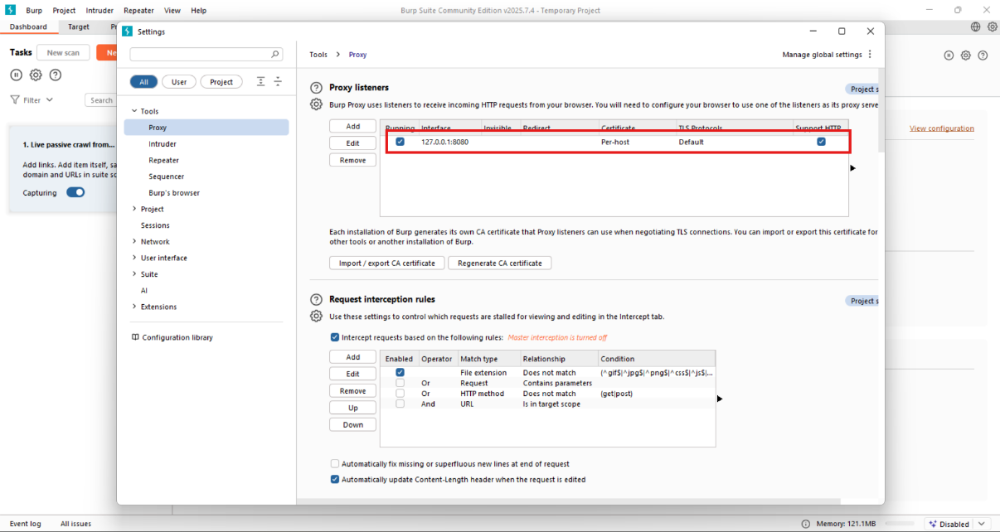 Burp Project Intruder Repeater View Help
Burp Suite Community Edition v2025.7.4 - Temporary Project
Dashboard Target
Settings
Tasks New scan
Filter Search
1. Live passive crawl from...
Add links. Add item itself,
domain and URLs in suite
Capturing
All User Project
Tools
Proxy
Intruder
Repeater
Sequencer
Burp's browser
Project
Sessions
Network
User interface
Suite
AI
Extensions
Configuration library
Tools > Proxy
Manage global settings
Proxy listeners
Project s
Burp Proxy uses listeners to receive incoming HTTP requests from your browser. You will need to configure your browser to use one of the listeners as its proxy serve
Add
Edit
Remove
Running Interface Invisible Redirect Certificate TLS Protocols Support HTTP
127.0.0.1:8080 Per-host Default
Each installation of Burp generates its own CA certificate that Proxy listeners can use when negotiating TLS connections. You can import or export this certificate for
other tools or another installation of Burp.
Import / export CA certificate Regenerate CA certificate
Request interception rules
Project s
Use these settings to control which requests are stalled for viewing and editing in the Intercept tab.
Intercept requests based on the following rules: Master interception is turned off
Add
Edit
Remove
Up
Down
Enabled Operator Match type Relationship Condition
File extension Does not match (^gif$|^jpg$|^png$|^css$|^js$|...
Or Request Contains parameters
Or HTTP method Does not match (get|post)
And URL Is in target scope
Automatically fix missing or superfluous new lines at end of request
Automatically update Content-Length header when the request is edited
View configuration
Event log All issues
Memory: 121.1MB
Disabled